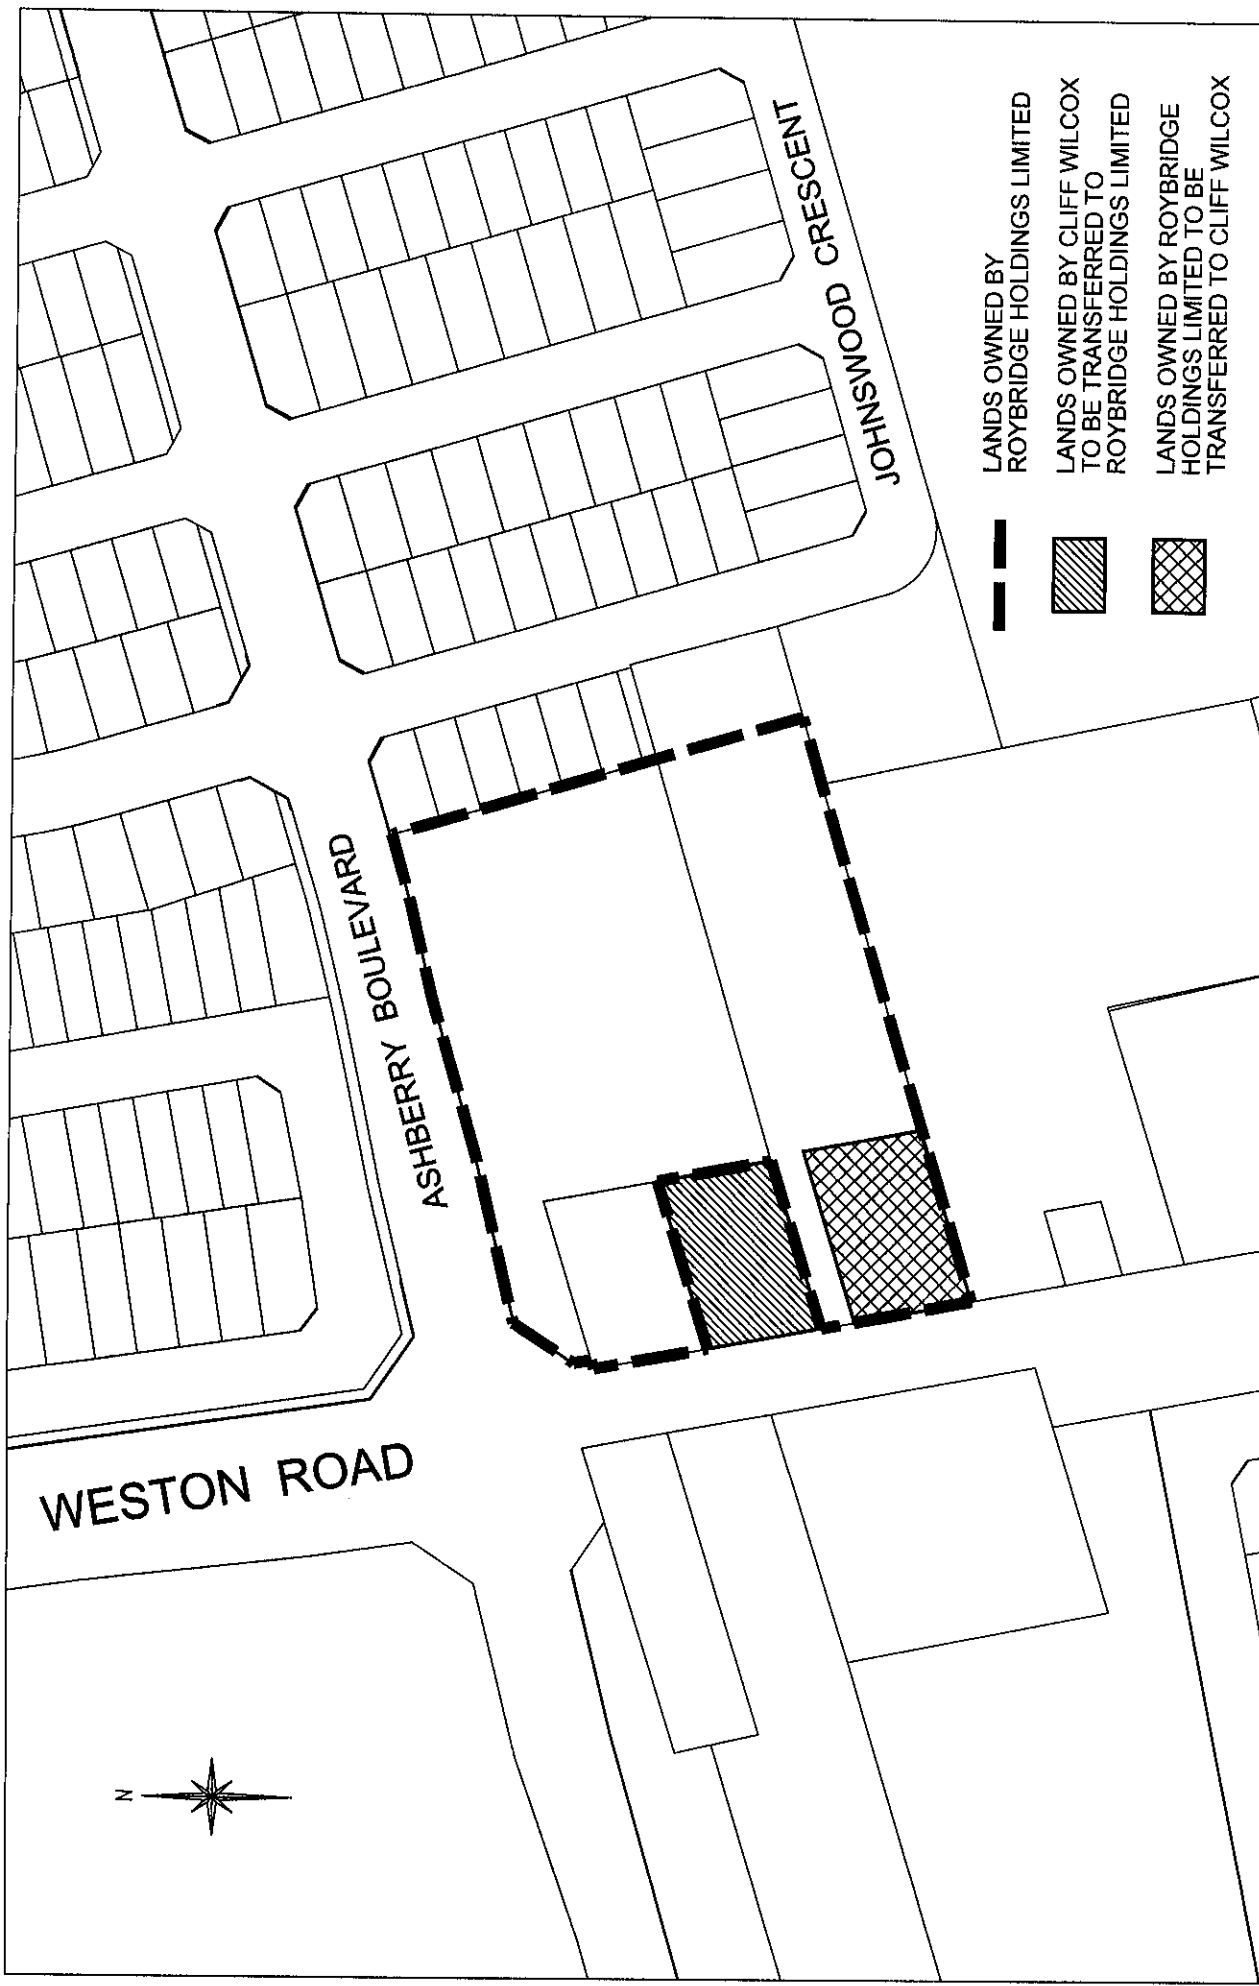 N
WESTON ROAD
ASHBERRY BOULEVARD
JOHNSWOOD CRESCENT
LANDS OWNED BY
ROYBRIDGE HOLDINGS LIMITED
LANDS OWNED BY CLIFF WILCOX
TO BE TRANSFERRED TO
ROYBRIDGE HOLDINGS LIMITED
LANDS OWNED BY ROYBRIDGE
HOLDINGS LIMITED TO BE
TRANSFERRED TO CLIFF WILCOX